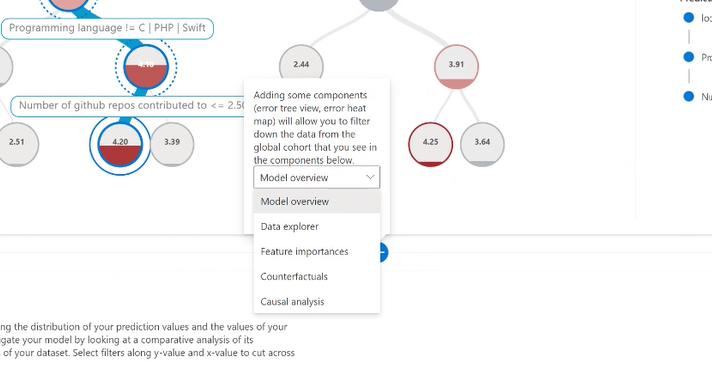 Predica
Programming language != C | PHP | Swift
lo
4.18
2.44
3.91
Pro
Number of github repos contributed to <= 2.50
Nu
2.51
4.20
3.39
4.25
3.64
Adding some components
(error tree view, error heat
map) will allow you to filter
down the data from the
global cohort that you see in
the components below.
Model overview
Model overview
Data explorer
Feature importances
Counterfactuals
Causal analysis
ng the distribution of your prediction values and the values of your
igate your model by looking at a comparative analysis of its
of your dataset. Select filters along y-value and x-value to cut across